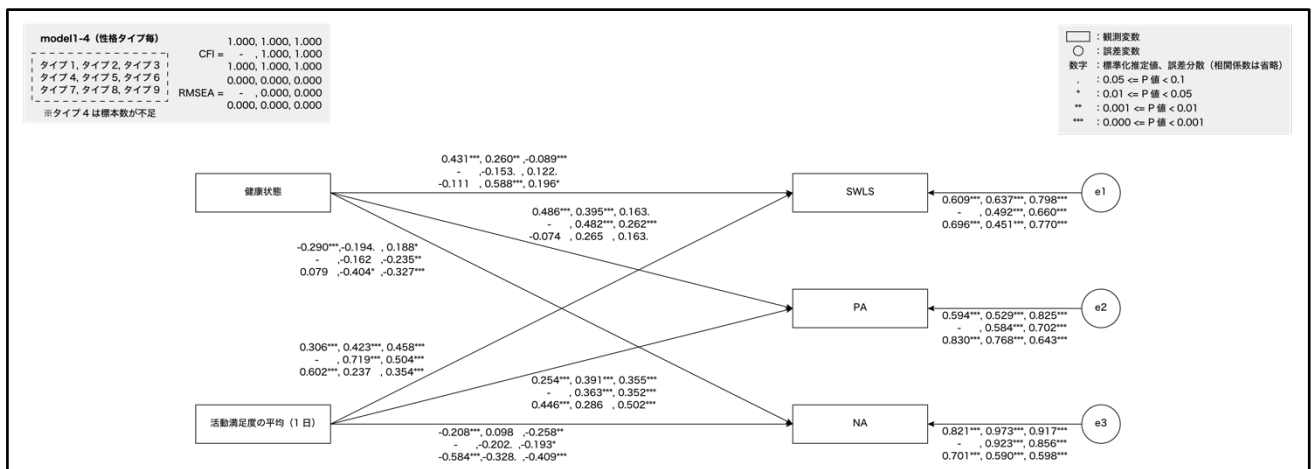 model1-4（性格タイプ毎）
タイプ 1, タイプ 2, タイプ 3
タイプ 4, タイプ 5, タイプ 6
タイプ 7, タイプ 8, タイプ 9
※タイプ 4 は標本数が不足
1.000, 1.000, 1.000
CFI = - , 1.000, 1.000
1.000, 1.000, 1.000
0.000, 0.000, 0.000
RMSEA = - , 0.000, 0.000
0.000, 0.000, 0.000
：観測変数
：誤差変数
数字 ：標準化推定値、誤差分散（相関係数は省略）
. ：0.05 <= P 値 < 0.1
* ：0.01 <= P 値 < 0.05
** ：0.001 <= P 値 < 0.01
*** ：0.000 <= P 値 < 0.001
0.431***, 0.260** ,-0.089***
- ,-0.153. , 0.122.
-0.111 , 0.588***, 0.196*
健康状態
SWLS
e1
0.609***, 0.637***, 0.798***
- , 0.492***, 0.660***
0.696***, 0.451***, 0.770***
0.486***, 0.395***, 0.163.
- , 0.482***, 0.262***
-0.074 , 0.265 , 0.163.
-0.290***,-0.194. , 0.188*
- ,-0.162 ,-0.235**
0.079 ,-0.404* ,-0.327***
PA
e2
0.594***, 0.529***, 0.825***
- , 0.584***, 0.702***
0.830***, 0.768***, 0.643***
0.306***, 0.423***, 0.458***
- , 0.719***, 0.504***
0.602***, 0.237 , 0.354***
0.254***, 0.391***, 0.355***
- , 0.363***, 0.352***
0.446***, 0.286 , 0.502***
活動満足度の平均（1 日）
NA
e3
-0.208***, 0.098 ,-0.258**
- ,-0.202. ,-0.193*
-0.584***,-0.328. ,-0.409***
0.821***, 0.973***, 0.917***
- , 0.923***, 0.856***
0.701***, 0.590***, 0.598***